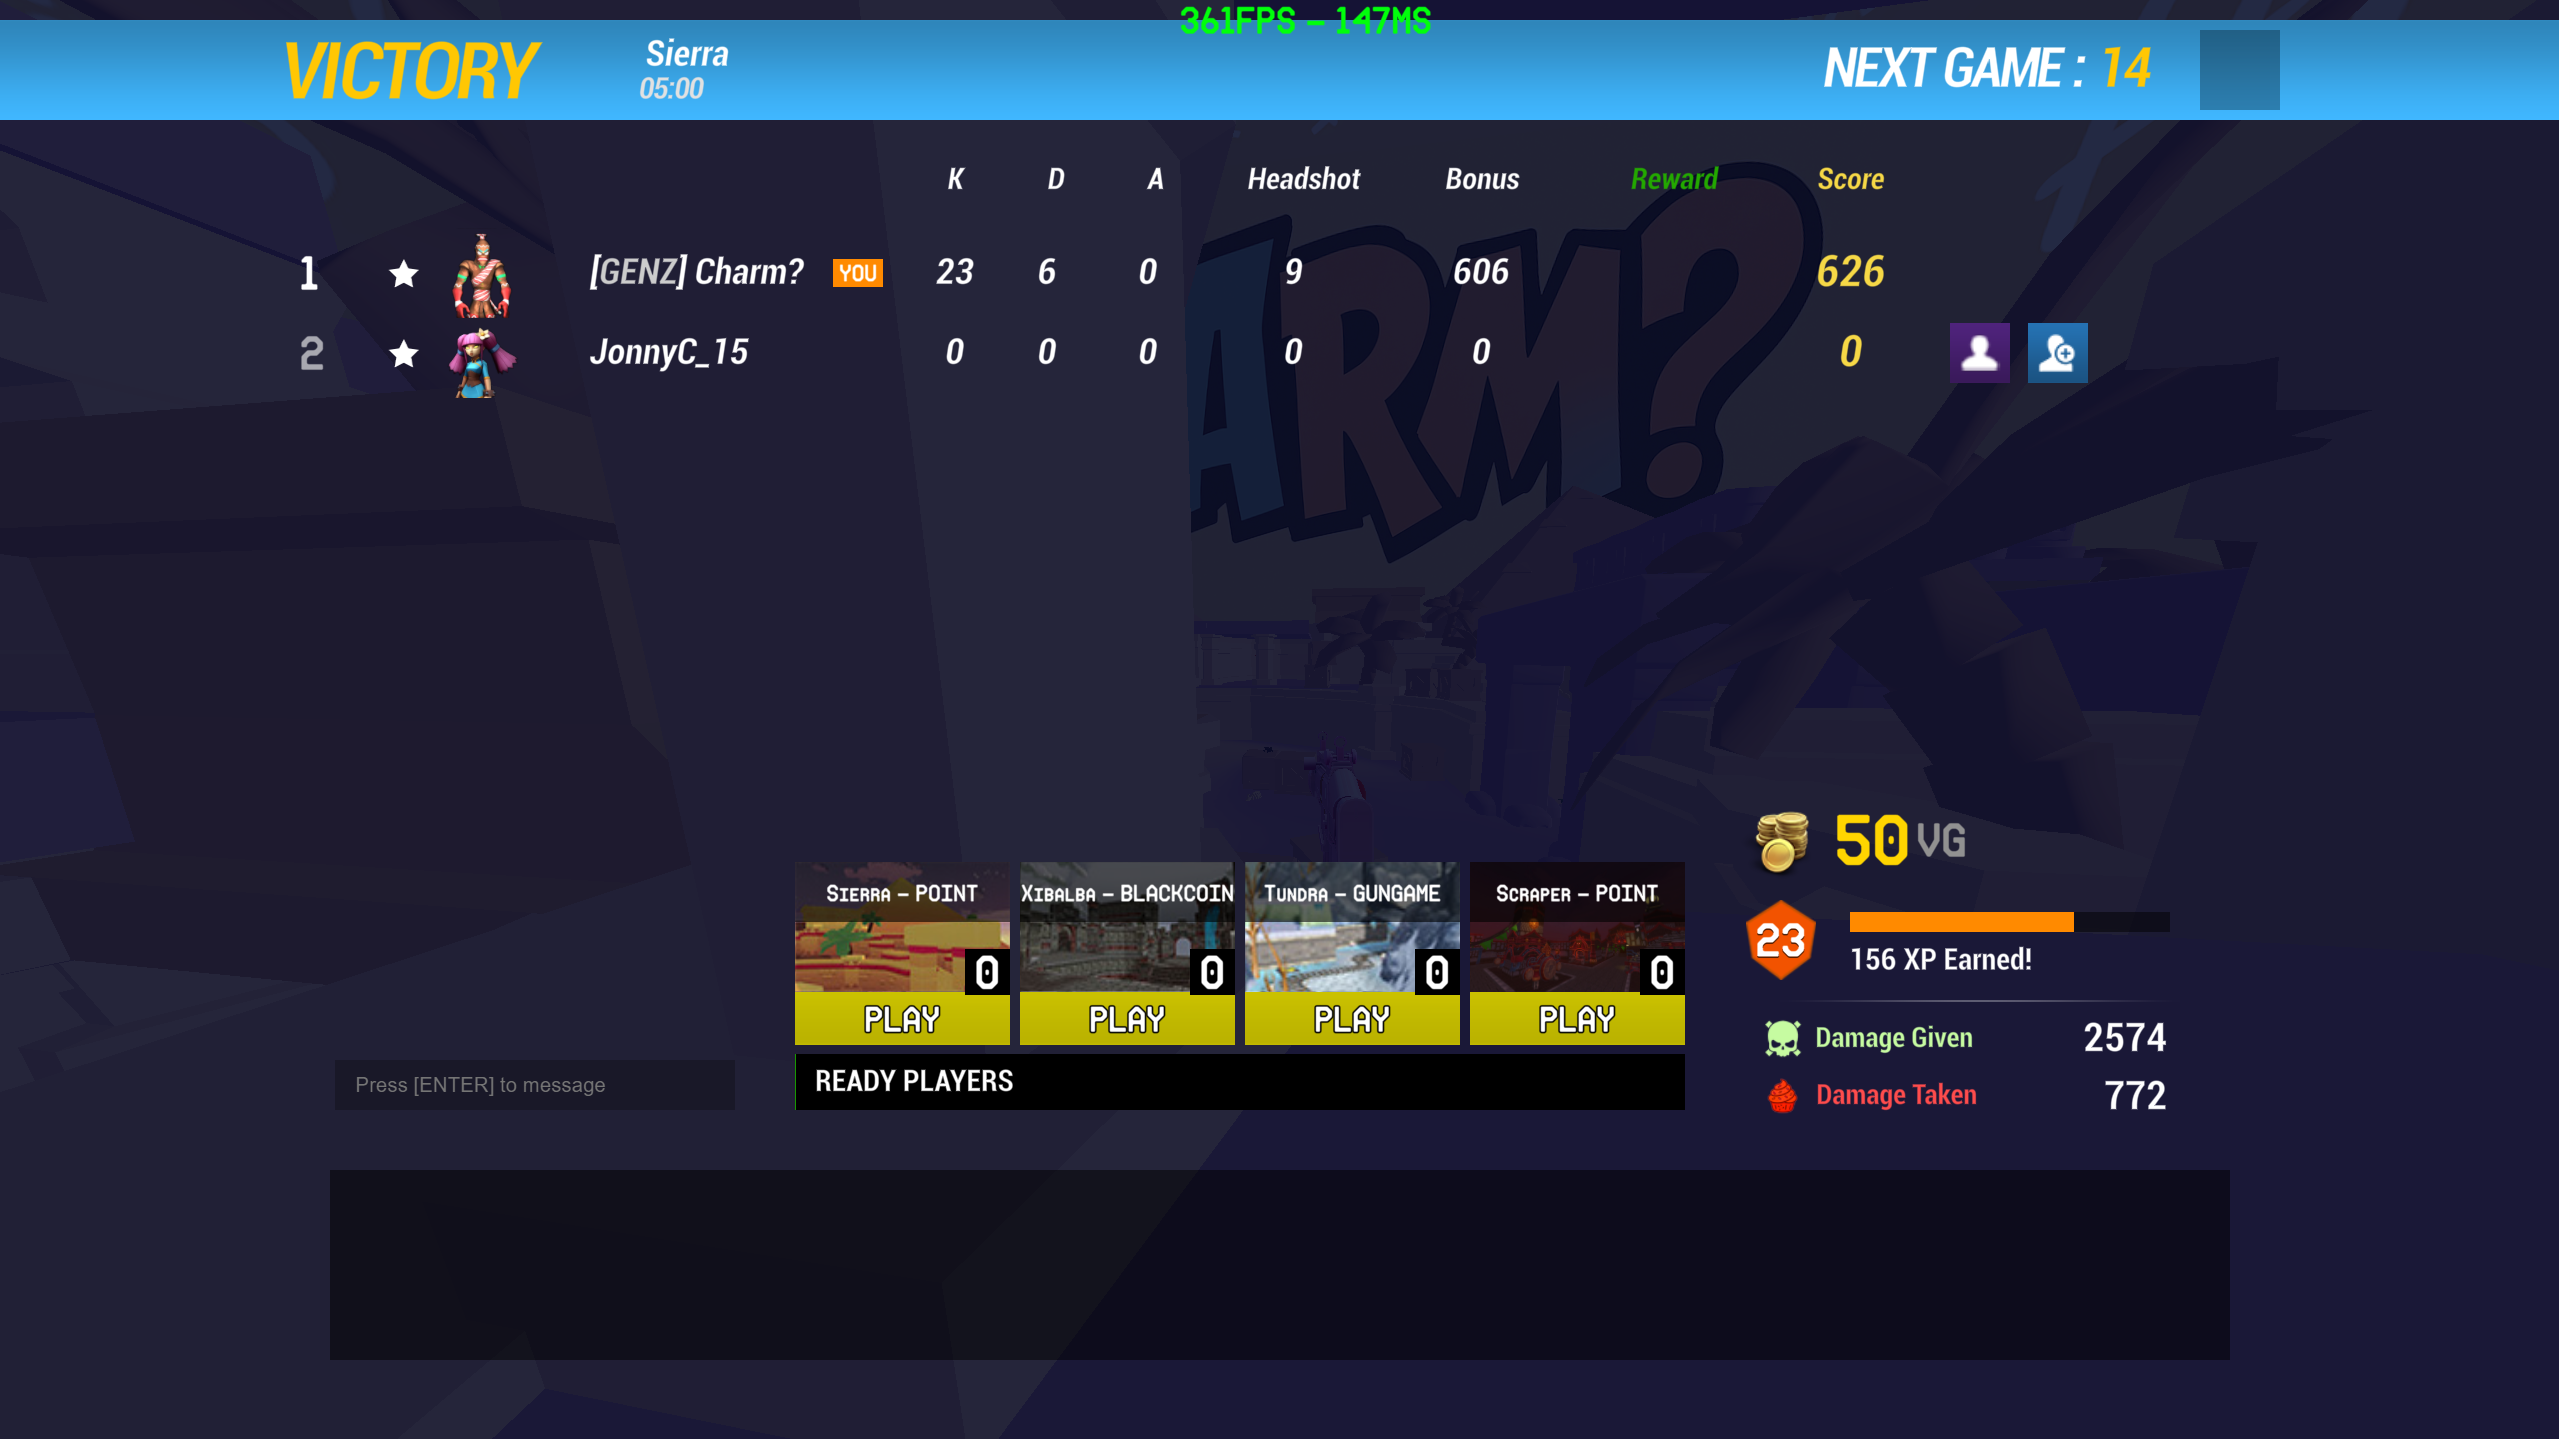 361FPS – 147MS
VICTORY
Sierra
05:00
NEXT GAME : 14
K D A Headshot Bonus Reward Score
1 [GENZ] Charm? YOU 23 6 0 9 606 626
2 JonnyC_15 0 0 0 0 0 0
ARM?
50 VG
SIERRA – POINT XIBALBA – BLACKCOIN TUNDRA – GUNGAME SCRAPER – POINT
23
156 XP Earned!
0 0 0 0
PLAY PLAY PLAY PLAY
Damage Given 2574
Press [ENTER] to message
READY PLAYERS
Damage Taken 772